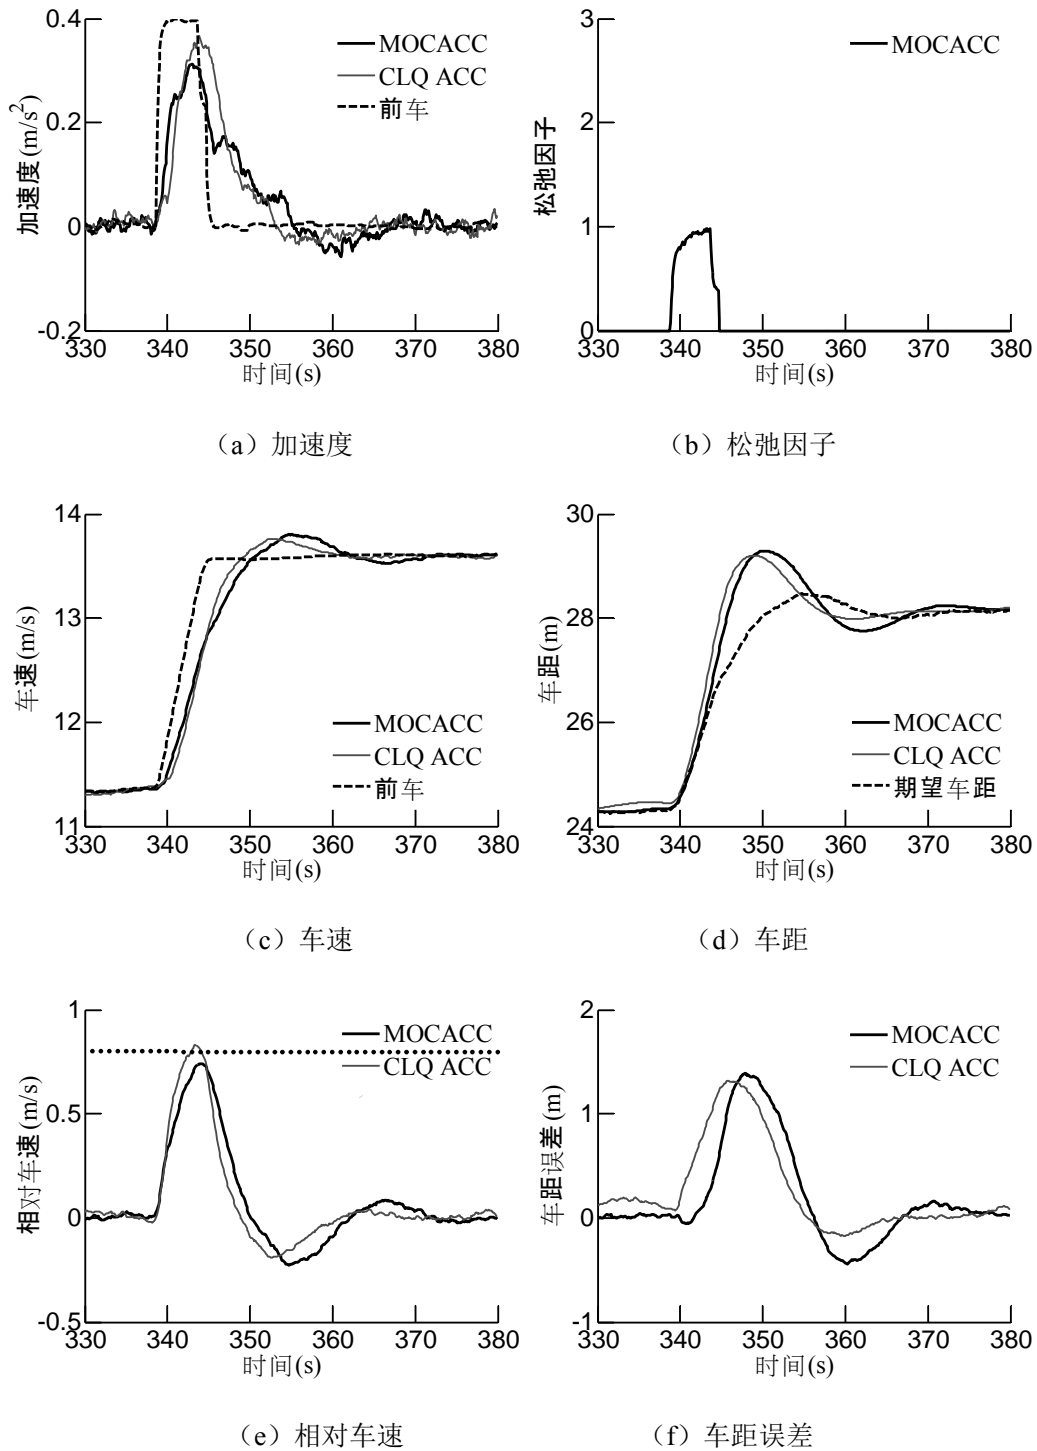 0.4
0.2
0
-0.2
加速度(m/s²)
MOCACC
CLQ ACC
前车
330 340 350 360 370 380
时间(s)
(a)加速度
3
2
1
0
松弛因子
MOCACC
330 340 350 360 370 380
时间(s)
(b)松弛因子
14
13
12
11
车速(m/s)
MOCACC
CLQ ACC
前车
330 340 350 360 370 380
时间(s)
(c)车速
30
28
26
24
车距(m)
MOCACC
CLQ ACC
期望车距
330 340 350 360 370 380
时间(s)
(d)车距
1
0.5
0
-0.5
相对车速(m/s)
MOCACC
CLQ ACC
330 340 350 360 370 380
时间(s)
(e)相对车速
2
1
0
-1
车距误差(m)
MOCACC
CLQ ACC
330 340 350 360 370 380
时间(s)
(f)车距误差